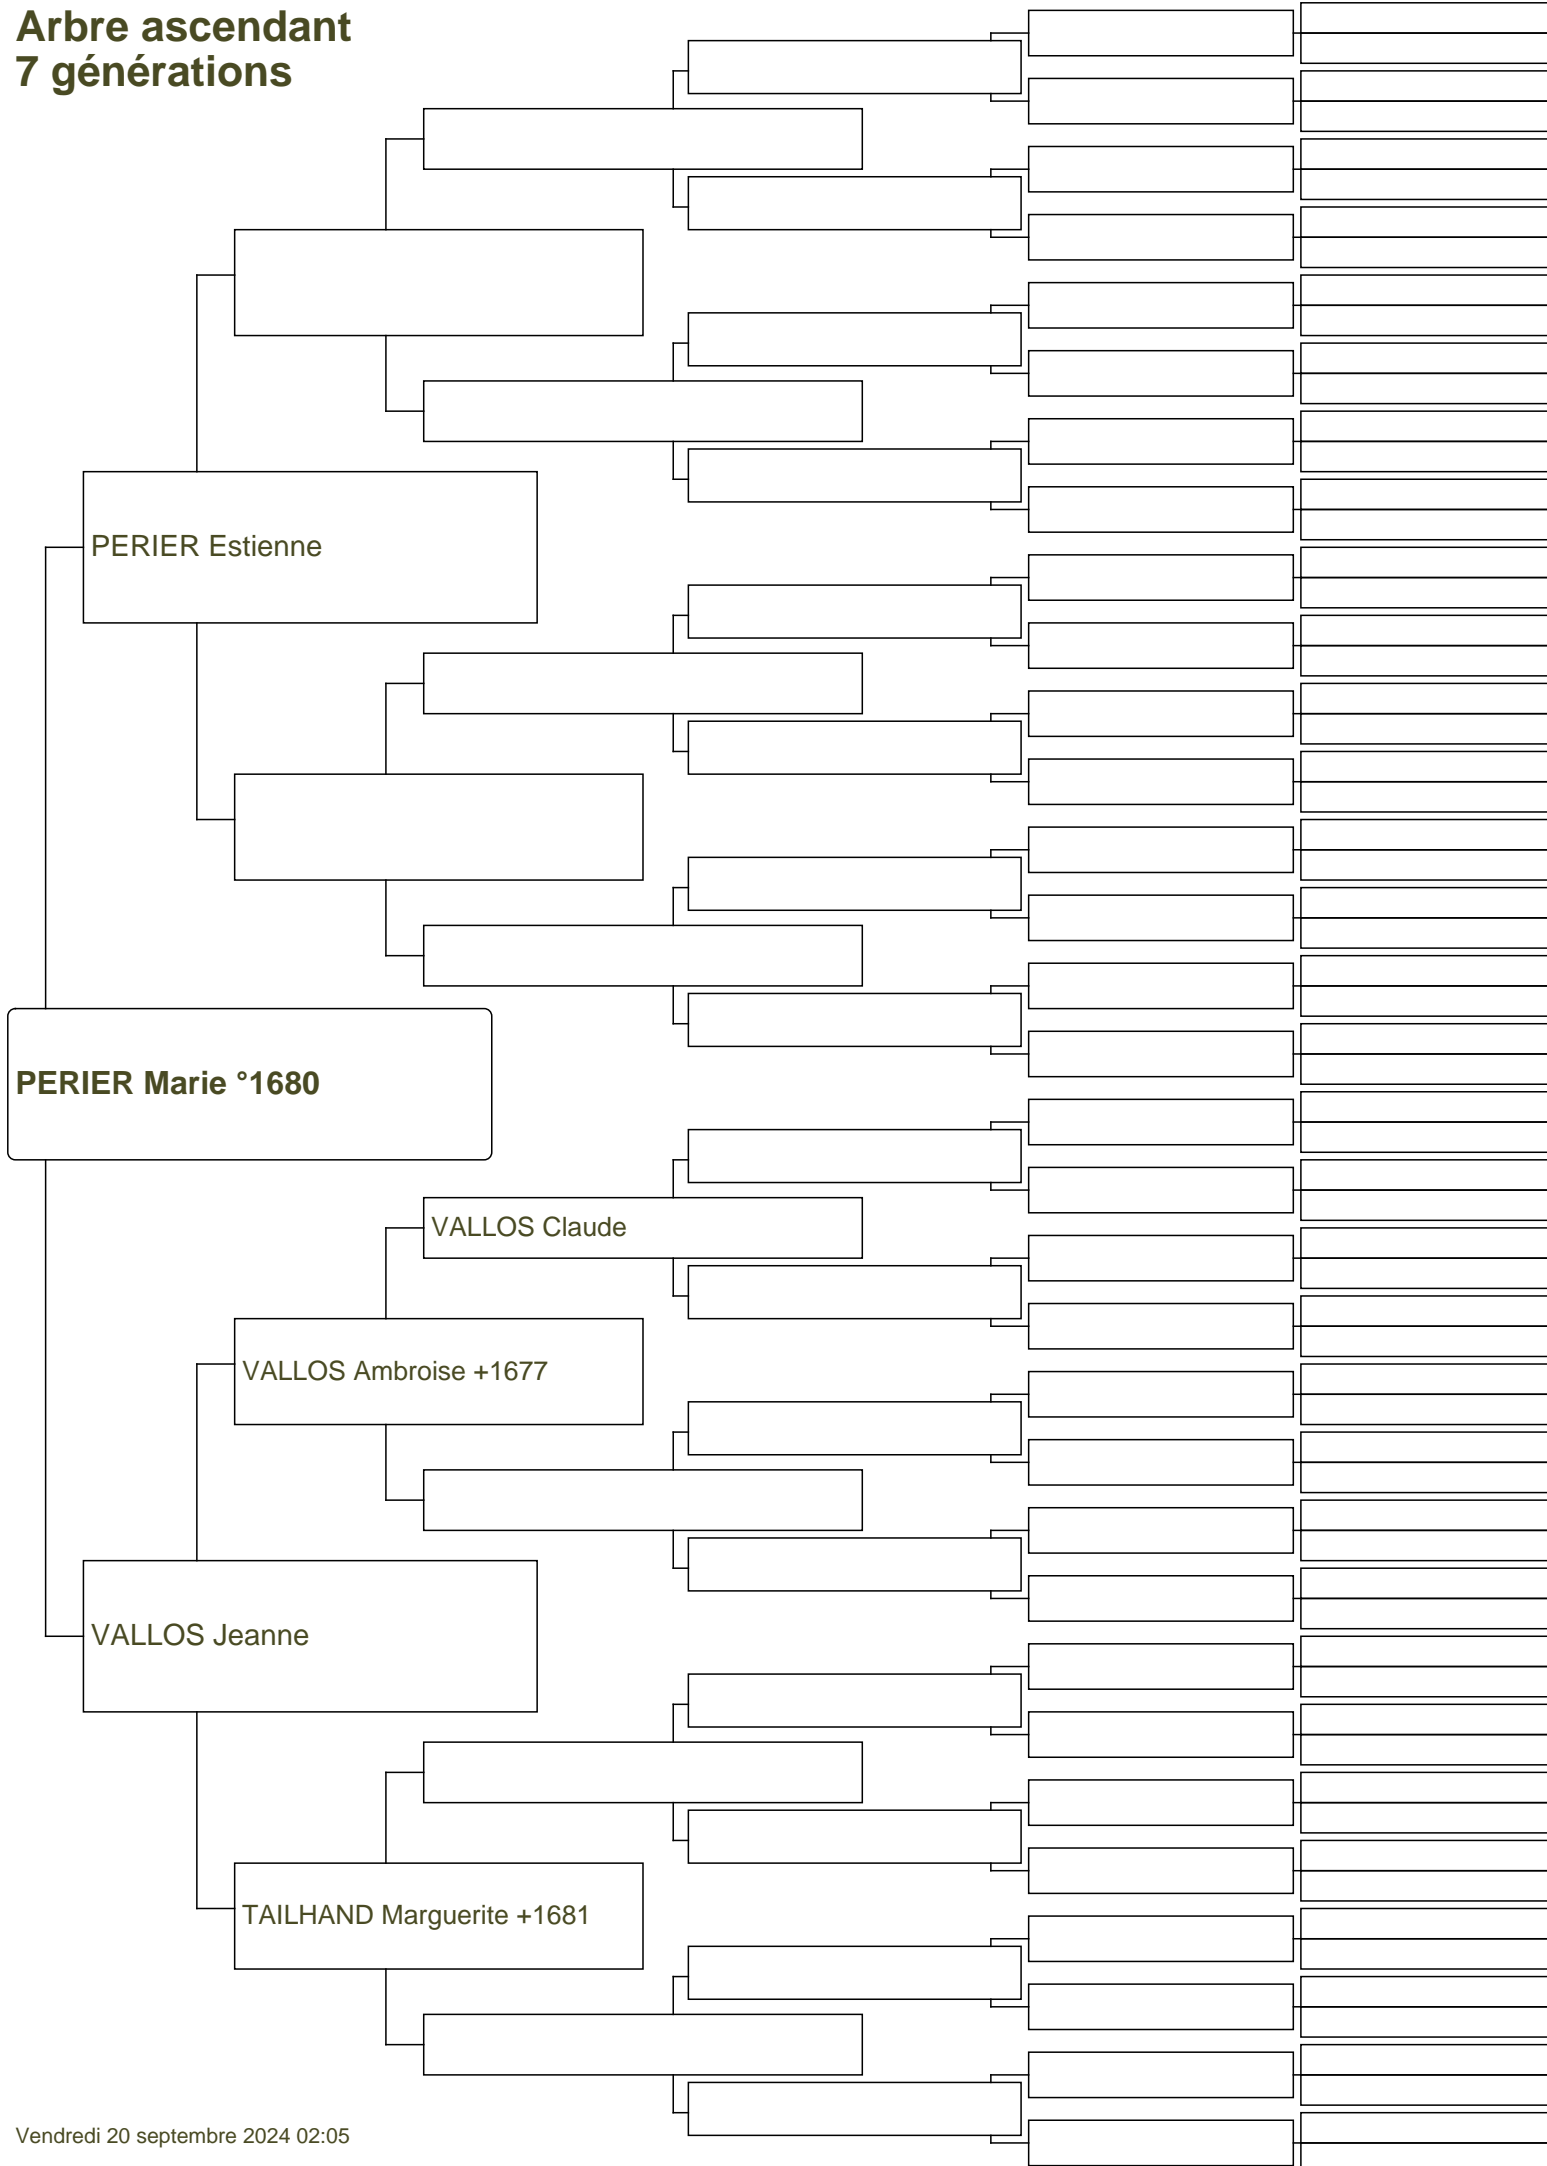 Arbre ascendant
7 générations
PERIER Estienne
PERIER Marie °1680
VALLOS Claude
VALLOS Ambroise +1677
VALLOS Jeanne
TAILHAND Marguerite +1681
Vendredi 20 septembre 2024 02:05